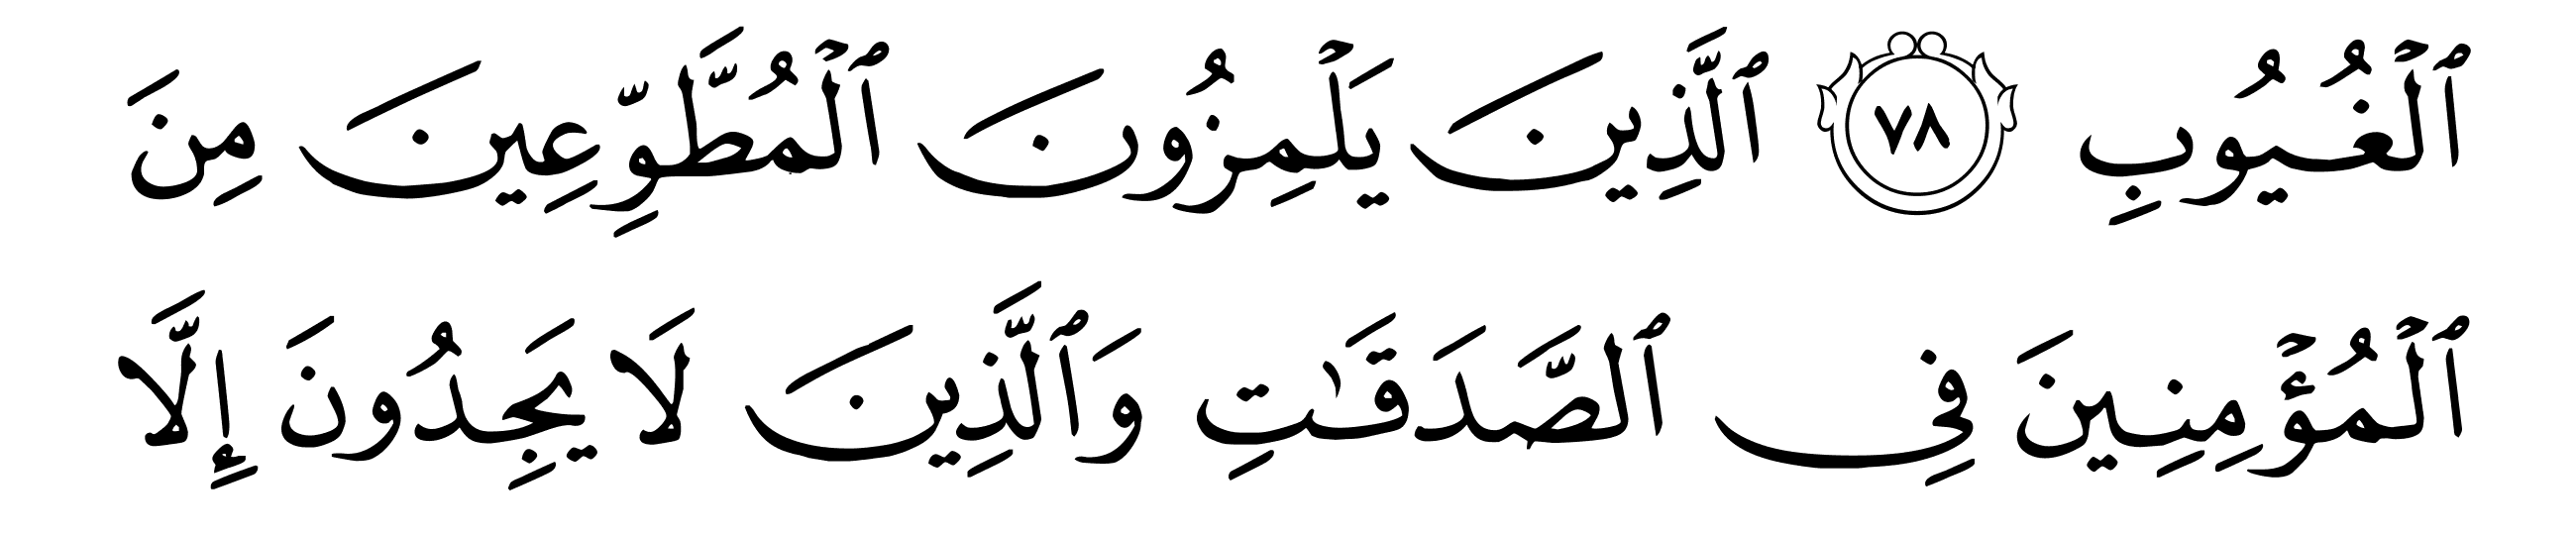 ٱلۡغُيُوبِ ٧٨ ٱلَّذِينَ يَلۡمِزُونَ ٱلۡمُطَّوِّعِينَ مِنَ
ٱلۡمُؤۡمِنِينَ فِى ٱلصَّدَقَٰتِ وَٱلَّذِينَ لَا يَجِدُونَ إِلَّا